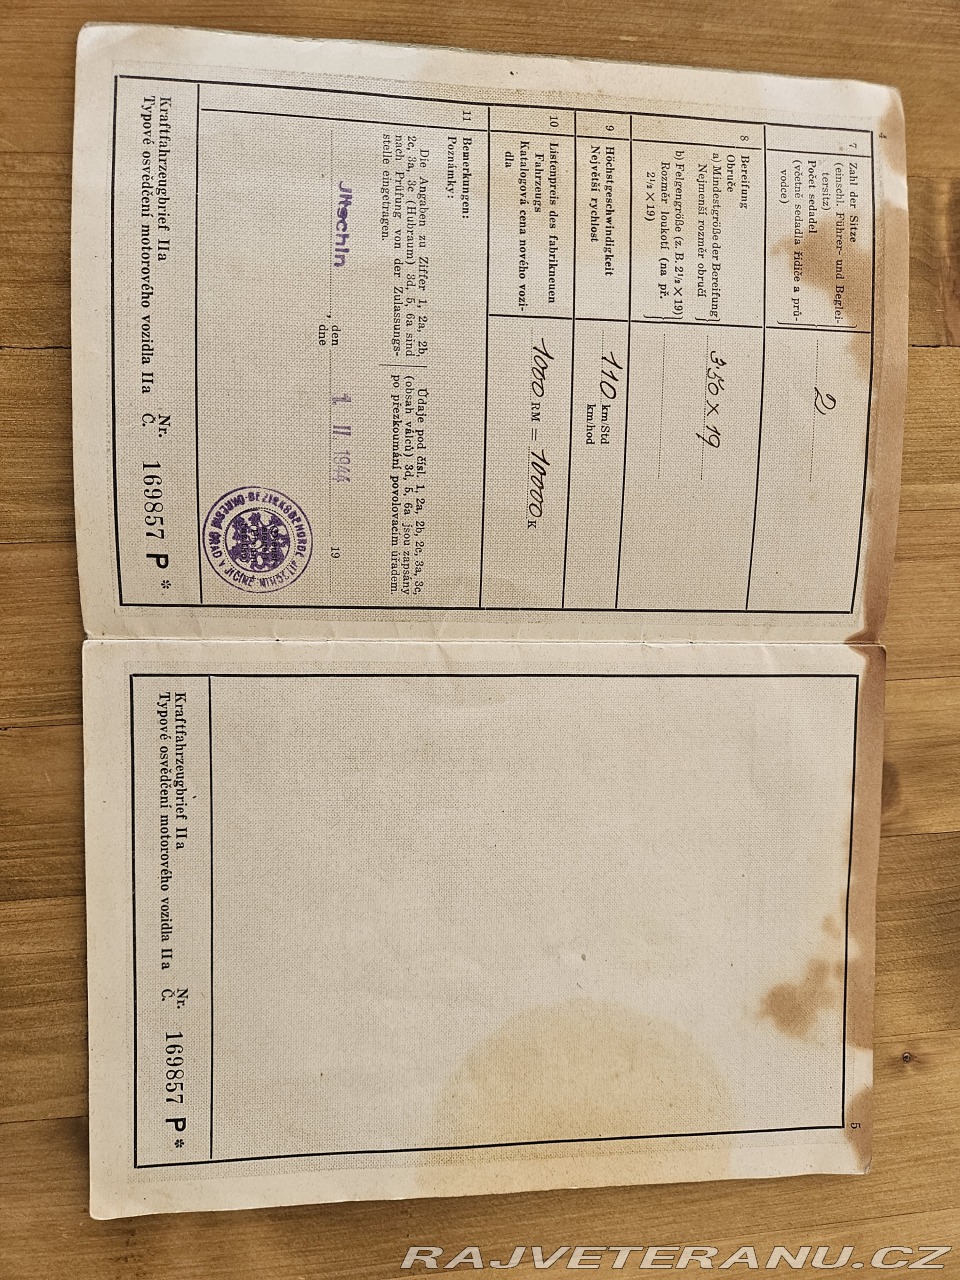 4
7 Zahl der Sitze
(einschl. Führer- und Beglei-
tersitz)
Počet sedadel
(včetně sedadla řidiče a prů-
vodce)
2,
8 Bereifung
Obruče
a) Mindestgröße der Bereifung
Nejmenší rozměr obručí
3.50 × 19
b) Felgengröße (z. B. 2½ × 19)
Rozměr loukotí (na př.
2½ × 19)
9 Höchstgeschwindigkeit
Největší rychlost
110 km/Std
km/hod
10 Listenpreis des fabrikneuen
Fahrzeugs
Katalogová cena nového vozi-
dla
1000 RM = 10000 K
11 Bemerkungen:
Poznámky:
Die Angaben zu Ziffer 1, 2a, 2b,
2c, 3a, 3c (Hubraum) 3d, 5, 6a sind
nach Prüfung von der Zulassungs-
stelle eingetragen.
Údaje pod čísl. 1, 2a, 2b, 2c, 3a, 3c,
(obsah válců) 3d, 5, 6a jsou zapsány
po přezkoumání povolovacím úřadem.
Jitschin, den
dne
1. II. 1944
19
BEZIRKSBEHÖRDE JITSCHIN
OKRESNÍ ÚŘAD V JIČÍNĚ
Kraftfahrzeugbrief IIa
Typové osvědčení motorového vozidla IIa
Nr.
Č. 169857 P *
5
Kraftfahrzeugbrief IIa
Typové osvědčení motorového vozidla IIa
Nr.
Č. 169857 P *
RAJVETERANU.CZ